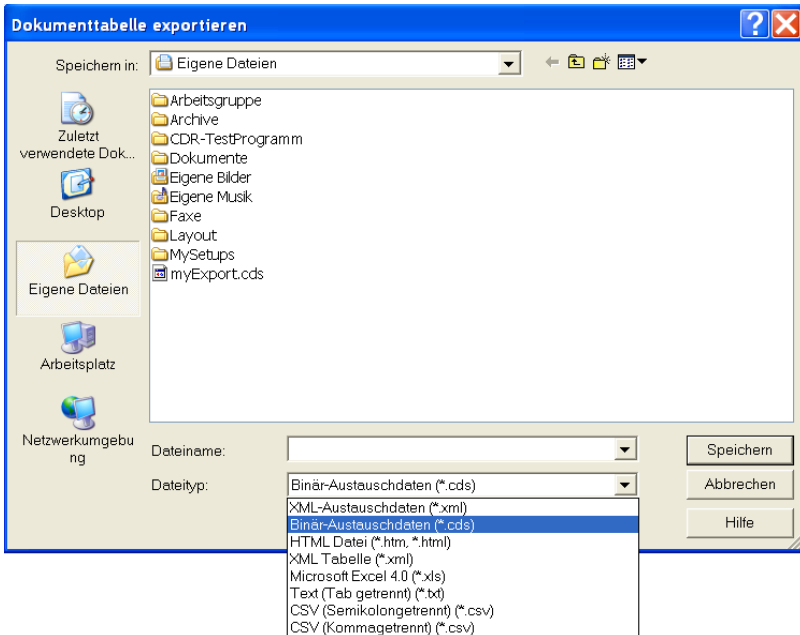 Dokumenttabelle exportieren
Speichern in:
Eigene Dateien
Zuletzt
verwendete Dok...
Desktop
Eigene Dateien
Arbeitsplatz
Netzwerkumgebu
ng
Arbeitsgruppe
Archive
CDR-TestProgramm
Dokumente
Eigene Bilder
Eigene Musik
Faxe
Layout
MySetups
myExport.cds
Dateiname:
Speichern
Dateityp:
Binär-Austauschdaten (*.cds)
Abbrechen
Hilfe
XML-Austauschdaten (*.xml)
Binär-Austauschdaten (*.cds)
HTML Datei (*.htm, *.html)
XML Tabelle (*.xml)
Microsoft Excel 4.0 (*.xls)
Text (Tab getrennt) (*.txt)
CSV (Semikolongetrennt) (*.csv)
CSV (Kommagetrennt) (*.csv)